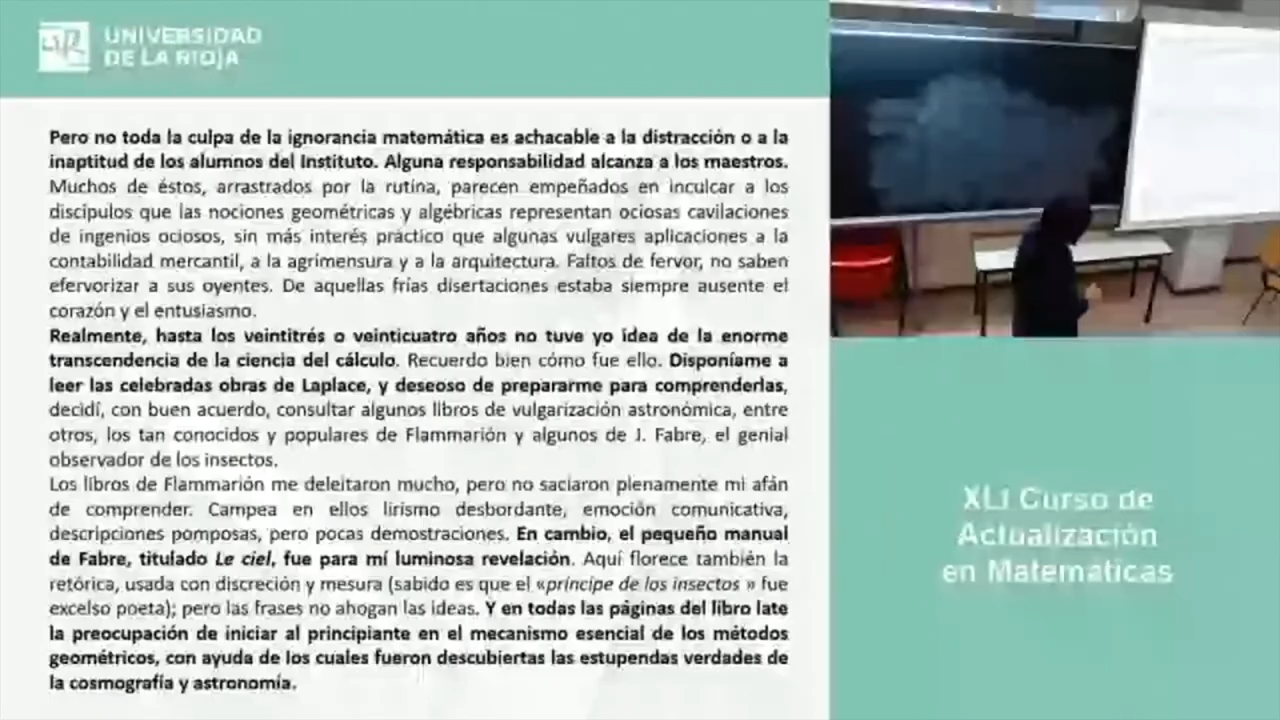 UNIVERSIDAD
DE LA RIOJA
Pero no toda la culpa de la ignorancia matemática es achacable a la distracción o a la
inaptitud de los alumnos del Instituto. Alguna responsabilidad alcanza a los maestros.
Muchos de éstos, arrastrados por la rutina, parecen empeñados en inculcar a los
discípulos que las nociones geométricas y algébricas representan ociosas cavilaciones
de ingenios ociosos, sin más interés práctico que algunas vulgares aplicaciones a la
contabilidad mercantil, a la agrimensura y a la arquitectura. Faltos de fervor, no saben
efervorizar a sus oyentes. De aquellas frías disertaciones estaba siempre ausente el
corazón y el entusiasmo.
Realmente, hasta los veintitrés o veinticuatro años no tuve yo idea de la enorme
transcendencia de la ciencia del cálculo. Recuerdo bien cómo fue ello. Disponíame a
leer las celebradas obras de Laplace, y deseoso de prepararme para comprenderlas,
decidí, con buen acuerdo, consultar algunos libros de vulgarización astronómica, entre
otros, los tan conocidos y populares de Flammarión y algunos de J. Fabre, el genial
observador de los insectos.
Los libros de Flammarión me deleitaron mucho, pero no saciaron plenamente mi afán
de comprender. Campea en ellos lirismo desbordante, emoción comunicativa,
descripciones pomposas, pero pocas demostraciones. En cambio, el pequeño manual
de Fabre, titulado Le ciel, fue para mí luminosa revelación. Aquí florece también la
retórica, usada con discreción y mesura (sabido es que el «príncipe de los insectos » fue
excelso poeta); pero las frases no ahogan las ideas. Y en todas las páginas del libro late
la preocupación de iniciar al principiante en el mecanismo esencial de los métodos
geométricos, con ayuda de los cuales fueron descubiertas las estupendas verdades de
la cosmografía y astronomía.
XLI Curso de
Actualización
en Matemáticas